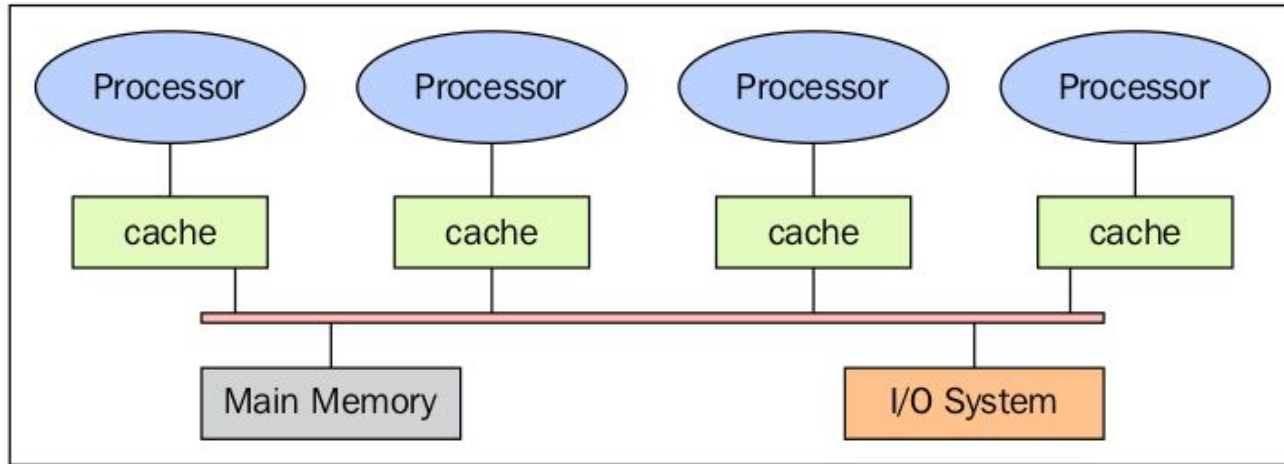 Processor
Processor
Processor
Processor
cache
cache
cache
cache
Main Memory
I/O System